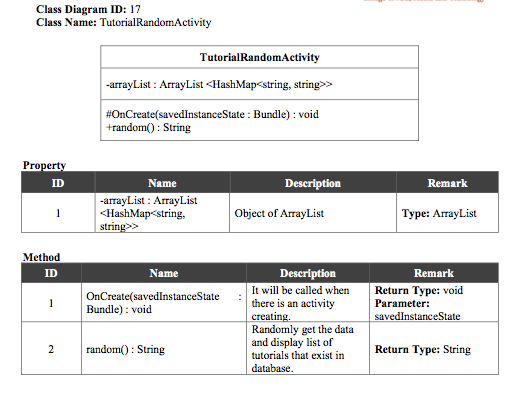 Class Diagram ID: 17
Class Name: TutorialRandomActivity
TutorialRandomActivity
-arrayList : ArrayList <HashMap<string, string>>
#OnCreate(savedInstanceState : Bundle) : void
+random() : String
Property
ID Name Description Remark
1 -arrayList : ArrayList <HashMap<string, string>> Object of ArrayList Type: ArrayList
Method
ID Name Description Remark
1 OnCreate(savedInstanceState : Bundle) : void It will be called when there is an activity creating. Return Type: void Parameter: savedInstanceState
2 random() : String Randomly get the data and display list of tutorials that exist in database. Return Type: String